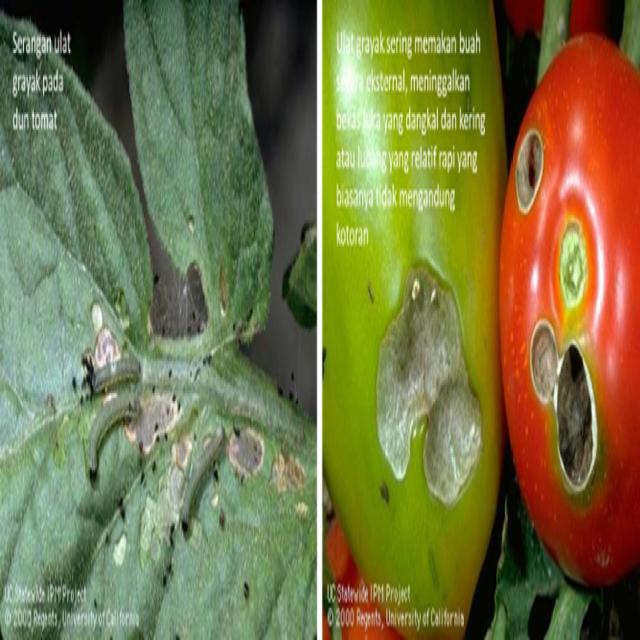 Serangan ulat
grayak pada
dun tomat
Ulat grayak sering memakan buah
secara eksternal, meninggalkan
bekas luka yang dangkal dan kering
atau lubang yang relatif rapi yang
biasanya tidak mengandung
kotoran
UC Statewide IPM Project
© 2000 Regents, University of California
UC Statewide IPM Project
© 2000 Regents, University of California